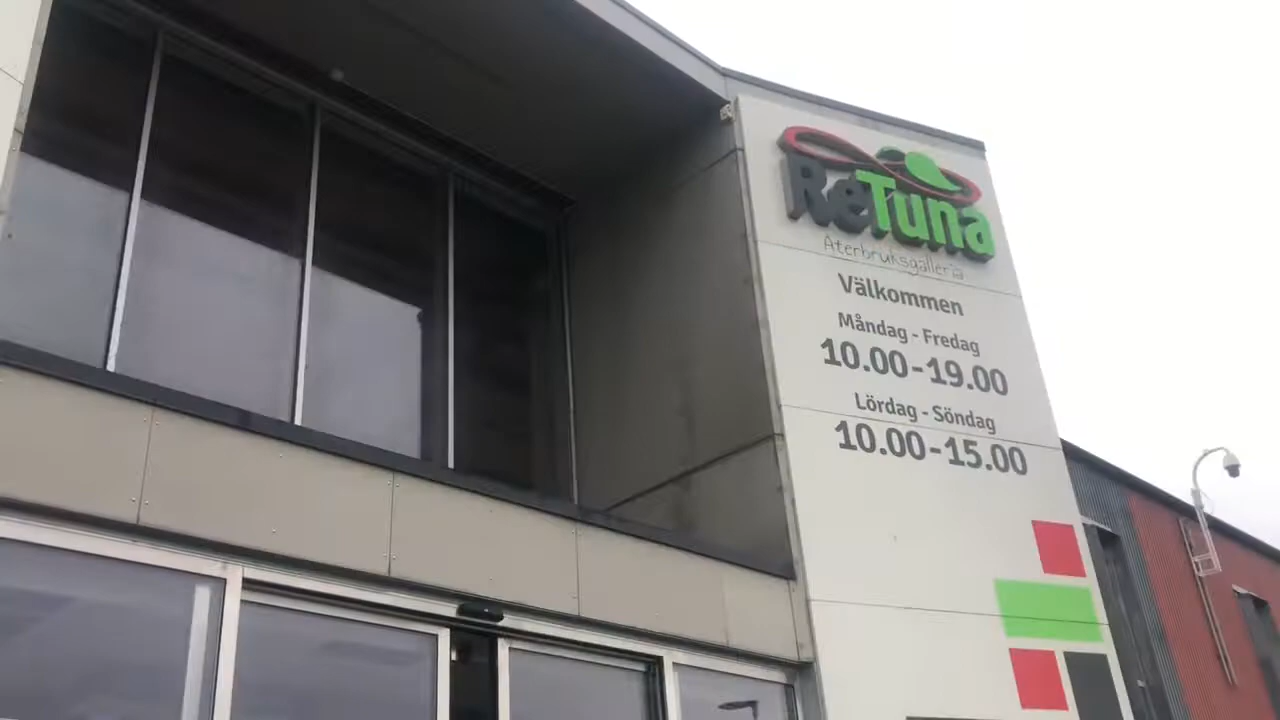 ReTuna
Återbruksgalleria
Välkommen
Måndag - Fredag
10.00-19.00
Lördag - Söndag
10.00-15.00